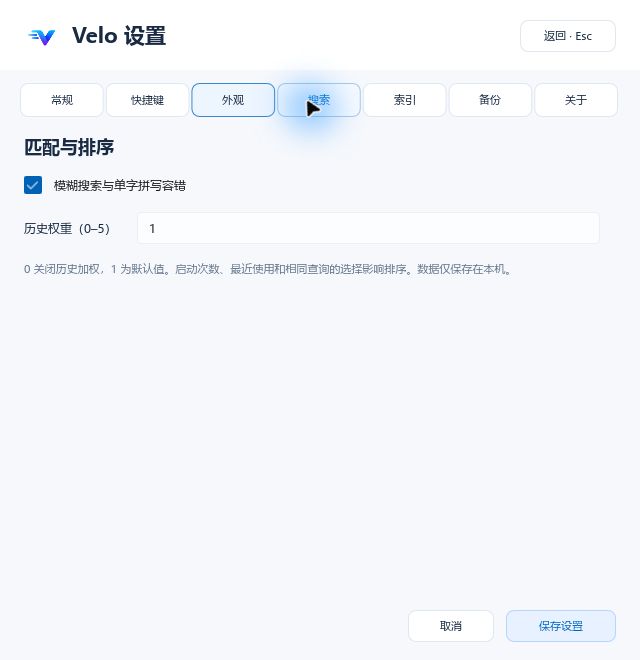 Velo 设置
返回 · Esc
常规 快捷键 外观 搜索 索引 备份 关于
匹配与排序
模糊搜索与单字拼写容错
历史权重（0–5） 1
0 关闭历史加权，1 为默认值。启动次数、最近使用和相同查询的选择影响排序。数据仅保存在本机。
取消 保存设置